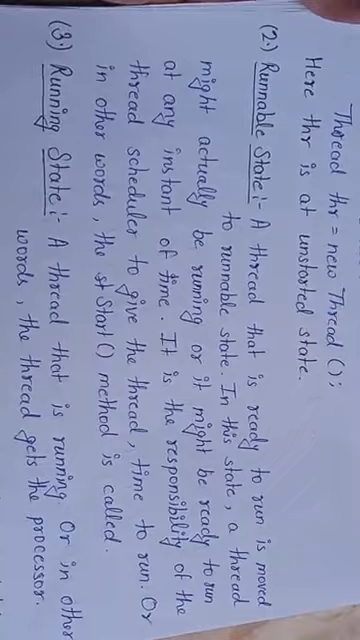 Thread thr = new Thread();
Here thr is at unstarted state.
(2.) Runnable State:- A thread that is ready to run is moved
to runnable state. In this state, a thread
might actually be running or it might be ready to run
at any instant of time. It is the responsibility of the
thread scheduler to give the thread, time to run. Or
in other words, the Start() method is called.
(3.) Running State:- A thread that is running. Or in other
words, the thread gets the processor.